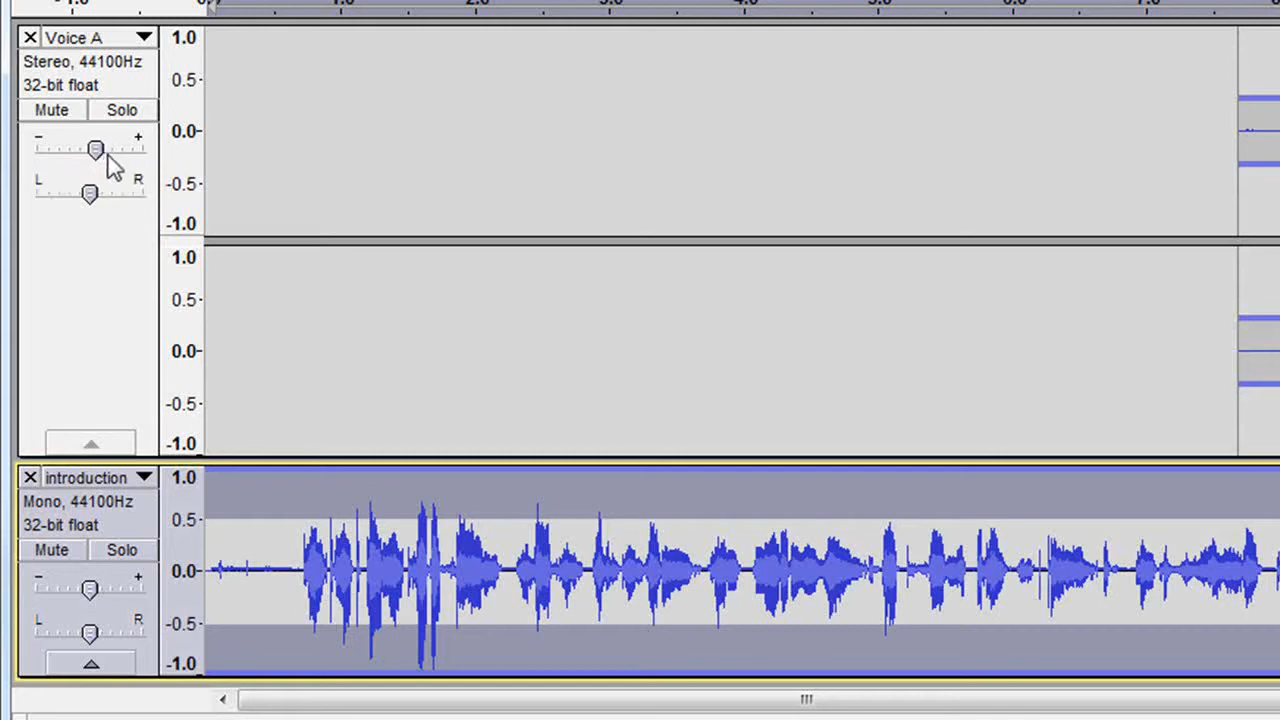 Voice A
Stereo, 44100Hz
32-bit float
Mute Solo
- +
L R
1.0
0.5-
0.0-
-0.5-
-1.0
1.0
0.5-
0.0-
-0.5-
-1.0
introduction
Mono, 44100Hz
32-bit float
Mute Solo
- +
L R
1.0
0.5-
0.0-
-0.5-
-1.0